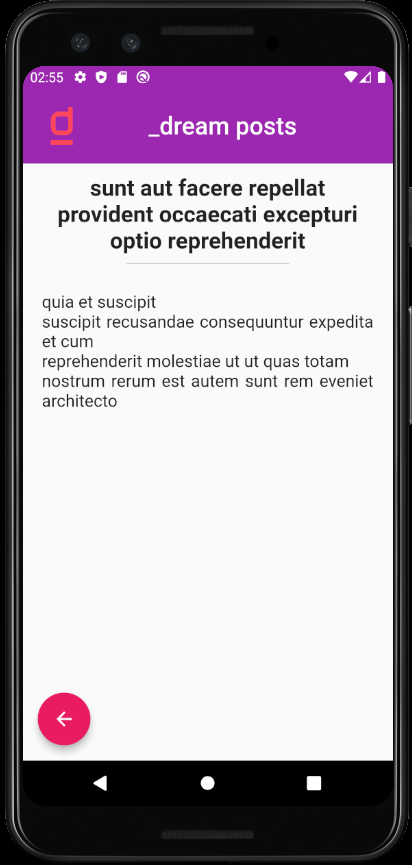 02:55
d
_dream posts
sunt aut facere repellat
provident occaecati excepturi
optio reprehenderit
quia et suscipit
suscipit recusandae consequuntur expedita
et cum
reprehenderit molestiae ut ut quas totam
nostrum rerum est autem sunt rem eveniet
architecto